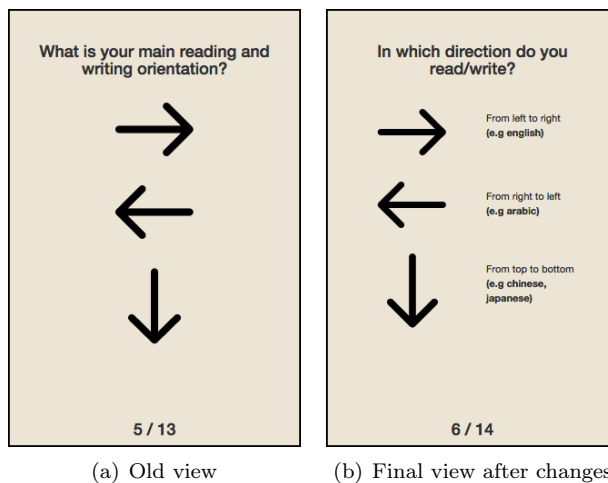 What is your main reading and
writing orientation?
5 / 13
(a) Old view
In which direction do you
read/write?
From left to right
(e.g english)
From right to left
(e.g arabic)
From top to bottom
(e.g chinese,
japanese)
6 / 14
(b) Final view after changes